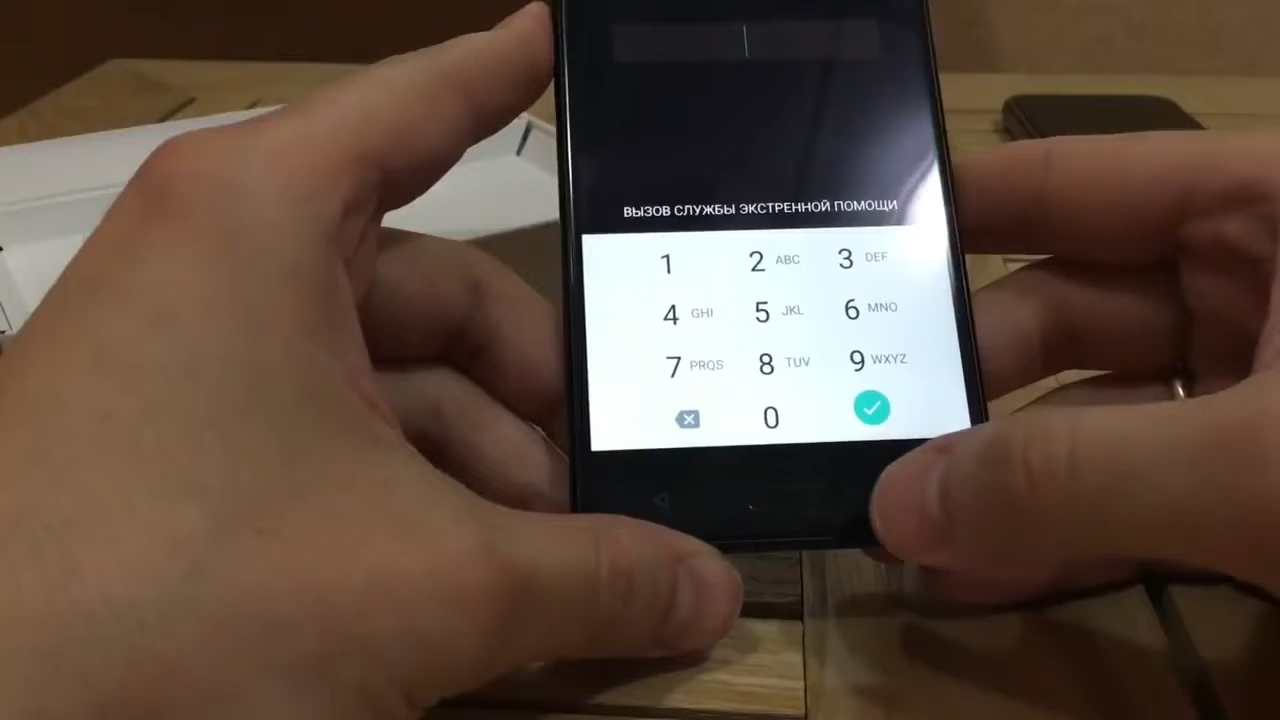 ВЫЗОВ СЛУЖБЫ ЭКСТРЕННОЙ ПОМОЩИ
1 2 ABC 3 DEF
4 GHI 5 JKL 6 MNO
7 PRQS 8 TUV 9 WXYZ
0